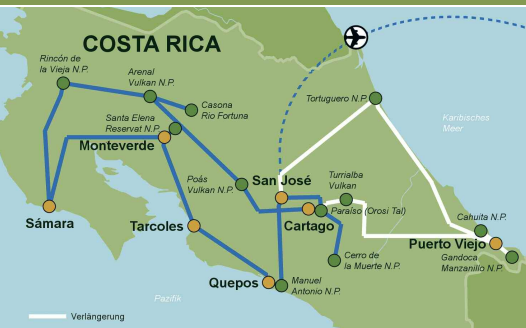 COSTA RICA
Rincón de
la Vieja N.P.
Arenal
Vulkan N.P.
Casona
Rio Fortuna
Tortuguero N.P.
Karibisches
Meer
Santa Elena
Reservat N.P.
Monteverde
Poás
Vulkan N.P.
San José
Turrialba
Vulkan
Paraíso (Orosi Tal)
Cartago
Cahuita N.P.
Puerto Viejo
Gandoca
Manzanillo N.P.
Sámara
Tarcoles
Cerro de
la Muerte N.P.
Quepos
Manuel
Antonio N.P.
Pazifik
Verlängerung